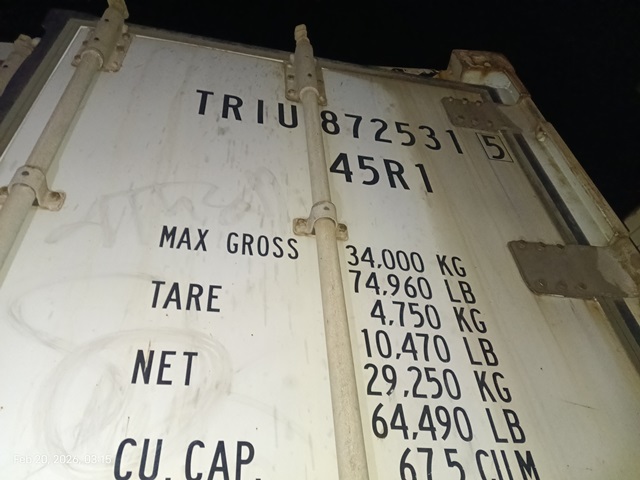 TRIU 872531 5
45R1
MAX GROSS 34,000 KG
74,960 LB
TARE 4,750 KG
10,470 LB
NET 29,250 KG
64,490 LB
CU. CAP. 67.5 CU.M